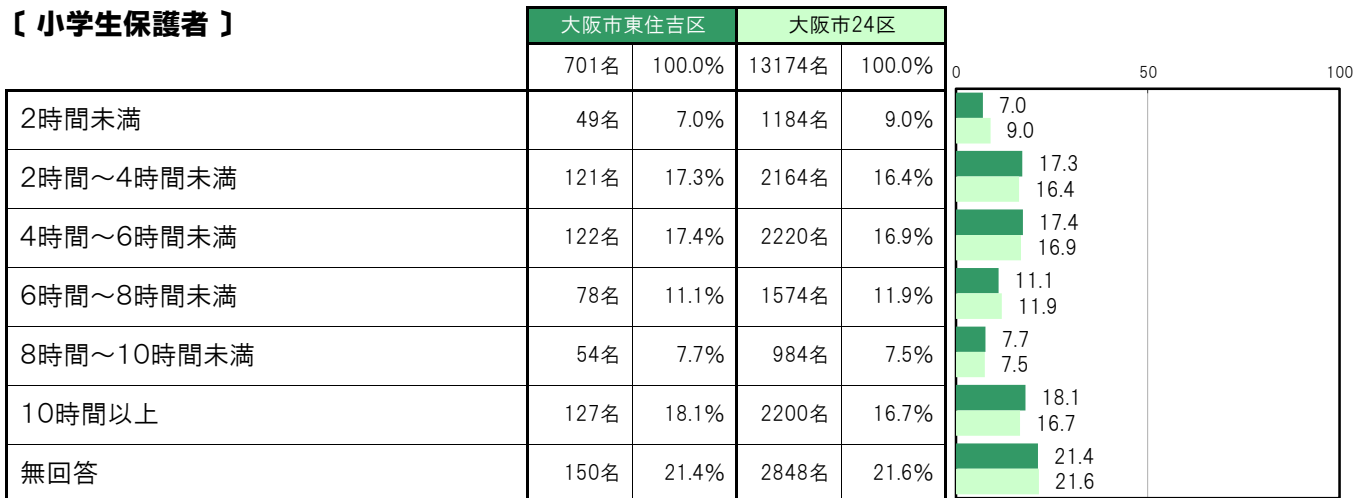 〔 小学生保護者 〕
大阪市東住吉区 大阪市24区
701名 100.0% 13174名 100.0% 0 50 100
2時間未満 49名 7.0% 1184名 9.0% 7.0
9.0
2時間～4時間未満 121名 17.3% 2164名 16.4% 17.3
16.4
4時間～6時間未満 122名 17.4% 2220名 16.9% 17.4
16.9
6時間～8時間未満 78名 11.1% 1574名 11.9% 11.1
11.9
8時間～10時間未満 54名 7.7% 984名 7.5% 7.7
7.5
10時間以上 127名 18.1% 2200名 16.7% 18.1
16.7
無回答 150名 21.4% 2848名 21.6% 21.4
21.6